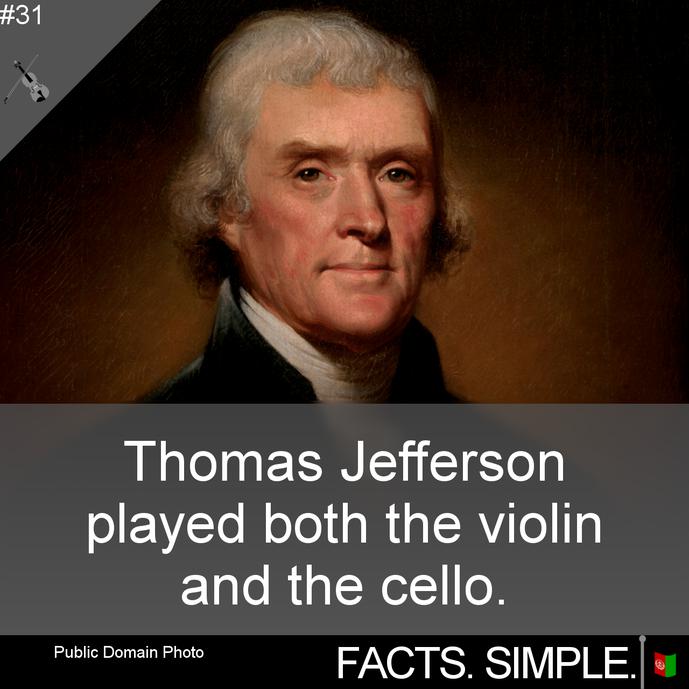 #31
Thomas Jefferson
played both the violin
and the cello.
Public Domain Photo
FACTS. SIMPLE.